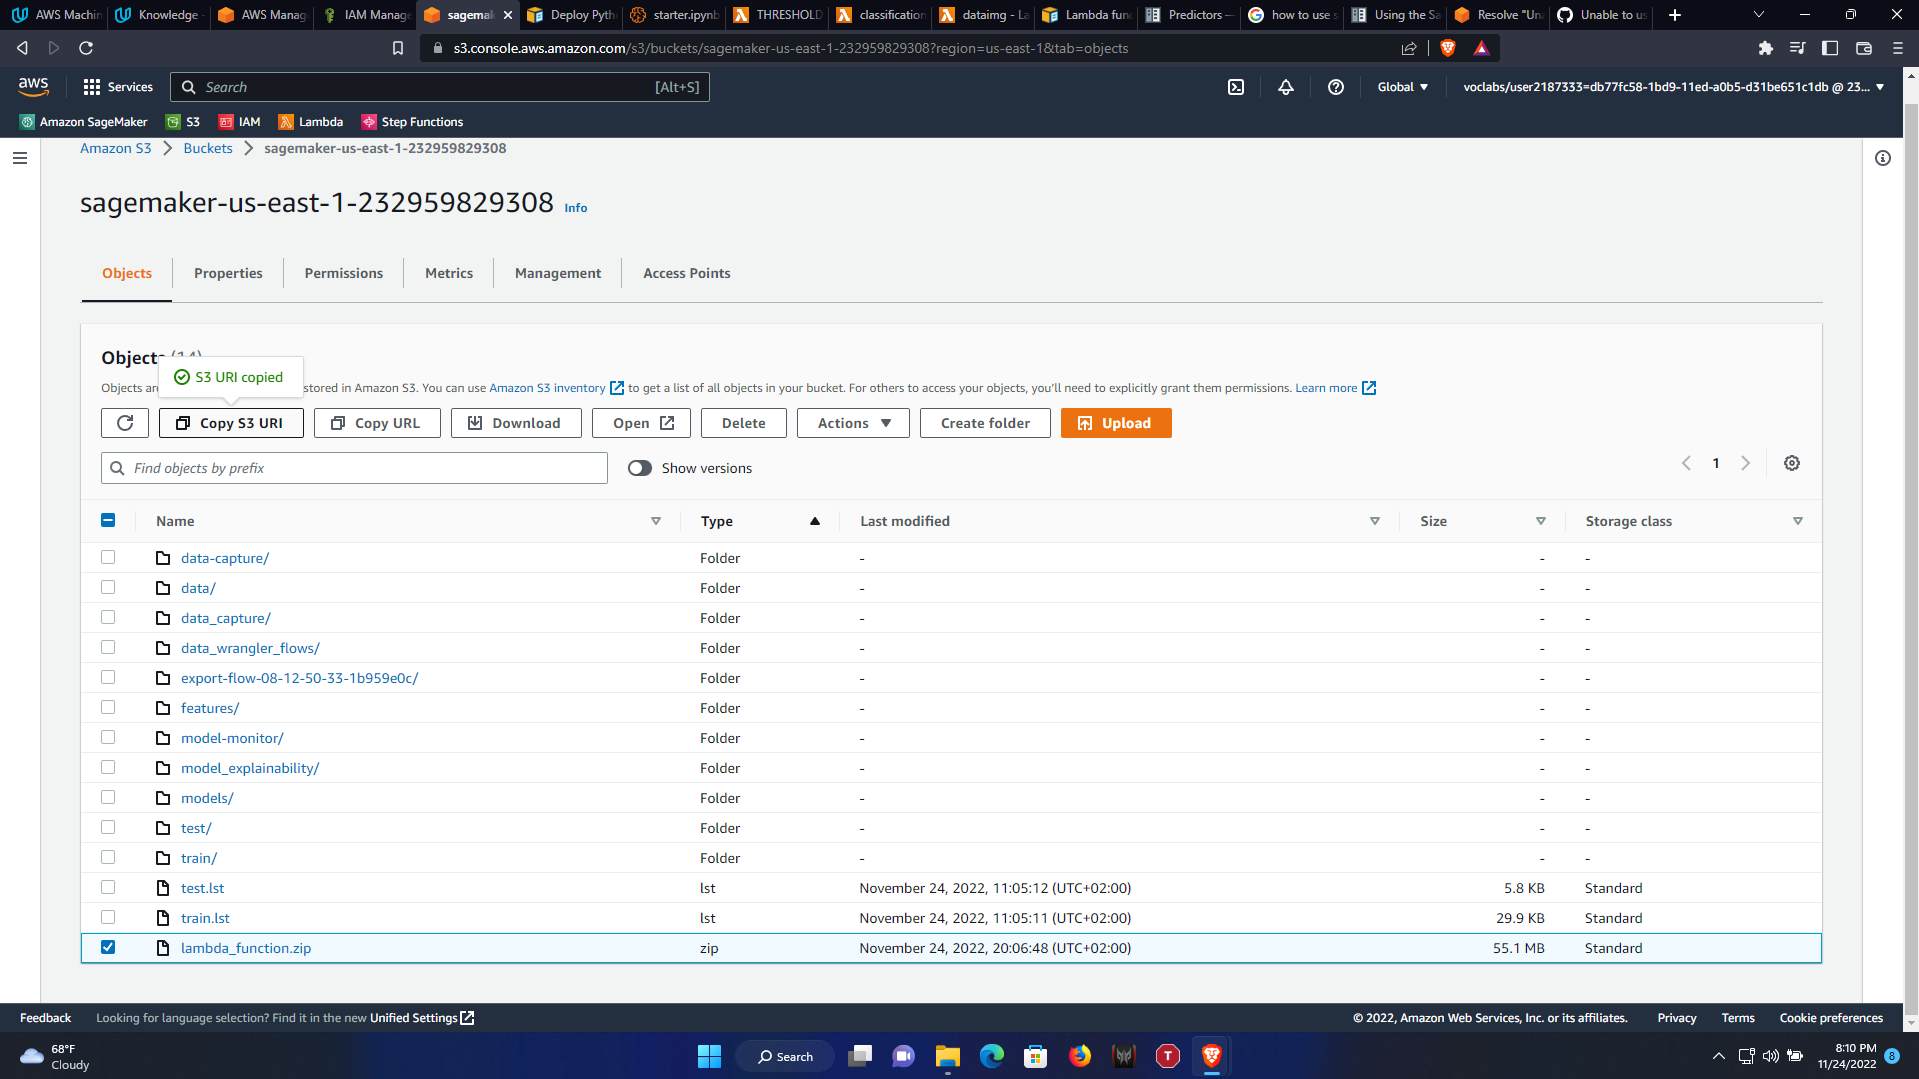 AWS Machi
Knowledge -
AWS Manag
IAM Manage
sagemak
Deploy Pyth
starter.ipynb
THRESHOLD
classification
dataimg - La
Lambda func
Predictors —
how to use s
Using the Sa
Resolve "Una
Unable to us
s3.console.aws.amazon.com/s3/buckets/sagemaker-us-east-1-232959829308?region=us-east-1&tab=objects
aws
Services
Search
[Alt+S]
Global
voclabs/user2187333=db77fc58-1bd9-11ed-a0b5-d31be651c1db @ 23...
Amazon SageMaker
S3
IAM
Lambda
Step Functions
Amazon S3 > Buckets > sagemaker-us-east-1-232959829308
sagemaker-us-east-1-232959829308 Info
Objects
Properties
Permissions
Metrics
Management
Access Points
Objects (14)
S3 URI copied
Objects are stored in Amazon S3. You can use Amazon S3 inventory to get a list of all objects in your bucket. For others to access your objects, you'll need to explicitly grant them permissions. Learn more
Copy S3 URI
Copy URL
Download
Open
Delete
Actions
Create folder
Upload
Find objects by prefix
Show versions
1
Name Type Last modified Size Storage class
data-capture/ Folder - - -
data/ Folder - - -
data_capture/ Folder - - -
data_wrangler_flows/ Folder - - -
export-flow-08-12-50-33-1b959e0c/ Folder - - -
features/ Folder - - -
model-monitor/ Folder - - -
model_explainability/ Folder - - -
models/ Folder - - -
test/ Folder - - -
train/ Folder - - -
test.lst lst November 24, 2022, 11:05:12 (UTC+02:00) 5.8 KB Standard
train.lst lst November 24, 2022, 11:05:11 (UTC+02:00) 29.9 KB Standard
lambda_function.zip zip November 24, 2022, 20:06:48 (UTC+02:00) 55.1 MB Standard
Feedback
Looking for language selection? Find it in the new Unified Settings
© 2022, Amazon Web Services, Inc. or its affiliates.
Privacy
Terms
Cookie preferences
68°F
Cloudy
Search
T
8:10 PM
11/24/2022
8